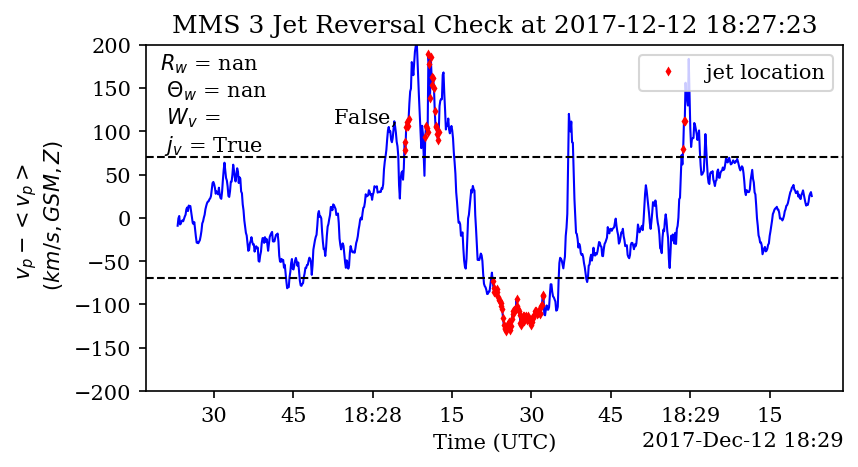 MMS 3 Jet Reversal Check at 2017-12-12 18:27:23
R_w = nan
Θ_w = nan
W_v = False,
j_v = True
jet location
v_p − <v_p>
(km/s, GSM, Z)
200
150
100
50
0
−50
−100
−150
−200
30 45 18:28 15 30 45 18:29 15
Time (UTC)
2017-Dec-12 18:29